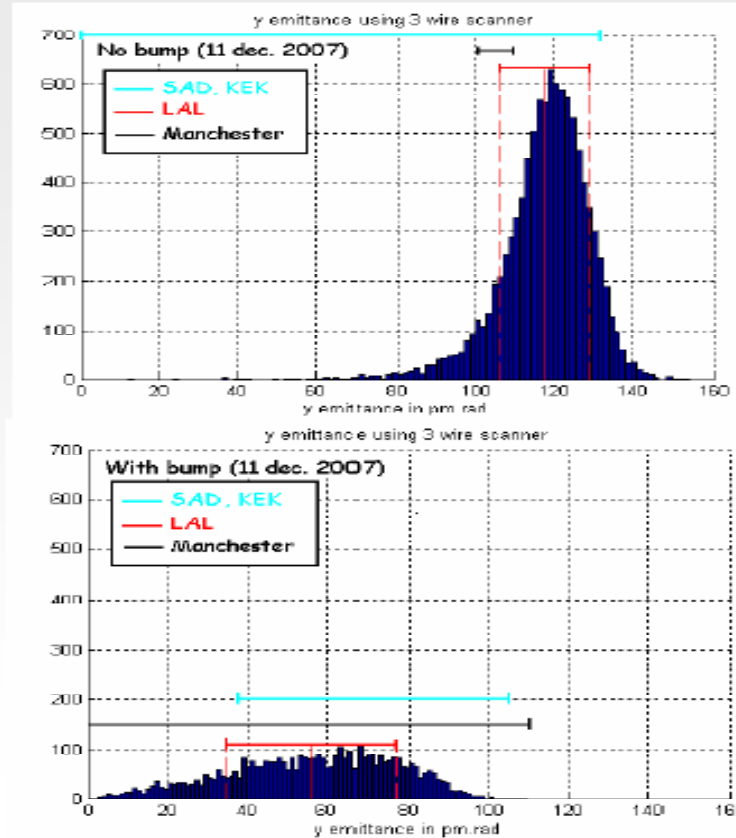 y emittance using 3 wire scanner
700
No bump (11 dec. 2007)
600
SAD, KEK
LAL
500
Manchester
400
300
200
100
0
0 20 40 60 80 100 120 140 160
y emittance in pm.rad
y emittance using 3 wire scanner
700
With bump (11 dec. 2007)
600
SAD, KEK
LAL
Manchester
500
400
300
200
100
0
0 20 40 60 80 100 120 140 160
y emittance in pm.rad